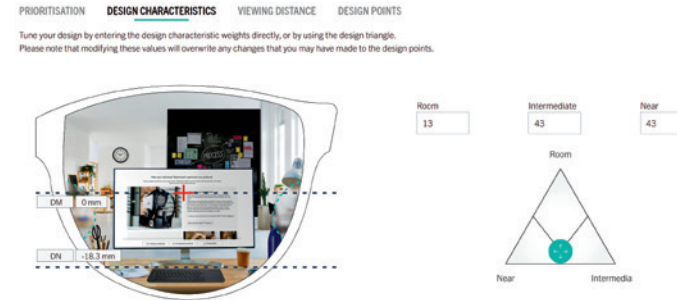 PRIORITISATION DESIGN CHARACTERISTICS VIEWING DISTANCE DESIGN POINTS
Tune your design by entering the design characteristic weights directly, or by using the design triangle.
Please note that modifying these values will overwrite any changes that you may have made to the design points.
Room Intermediate Near
13 43 43
Room
DM 0 mm
DN -18.3 mm
Near Intermedia